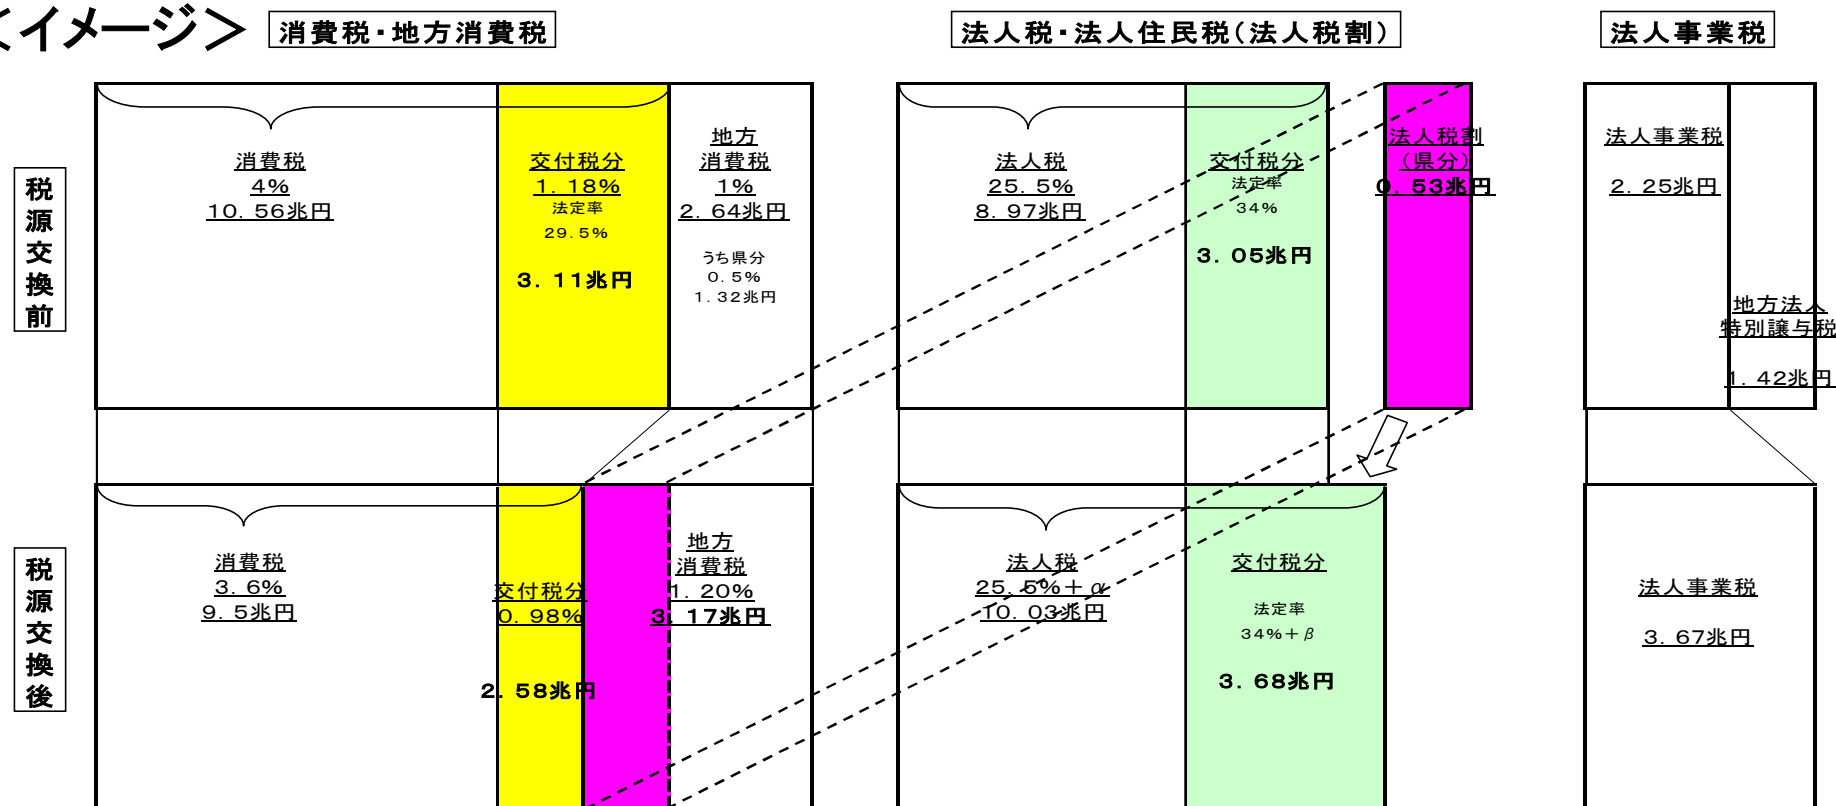 <イメージ>
消費税・地方消費税
法人税・法人住民税(法人税割)
法人事業税
税源交換前
消費税
4%
10.56兆円
交付税分
1.18%
法定率
29.5%
3.11兆円
地方
消費税
1%
2.64兆円
うち県分
0.5%
1.32兆円
法人税
25.5%
8.97兆円
交付税分
法定率
34%
3.05兆円
法人税割
(県分)
0.53兆円
法人事業税
2.25兆円
地方法人
特別譲与税
1.42兆円
税源交換後
消費税
3.6%
9.5兆円
交付税分
0.98%
2.58兆円
地方
消費税
1.20%
3.17兆円
法人税
25.5%+α
10.03兆円
交付税分
法定率
34%+β
3.68兆円
法人事業税
3.67兆円